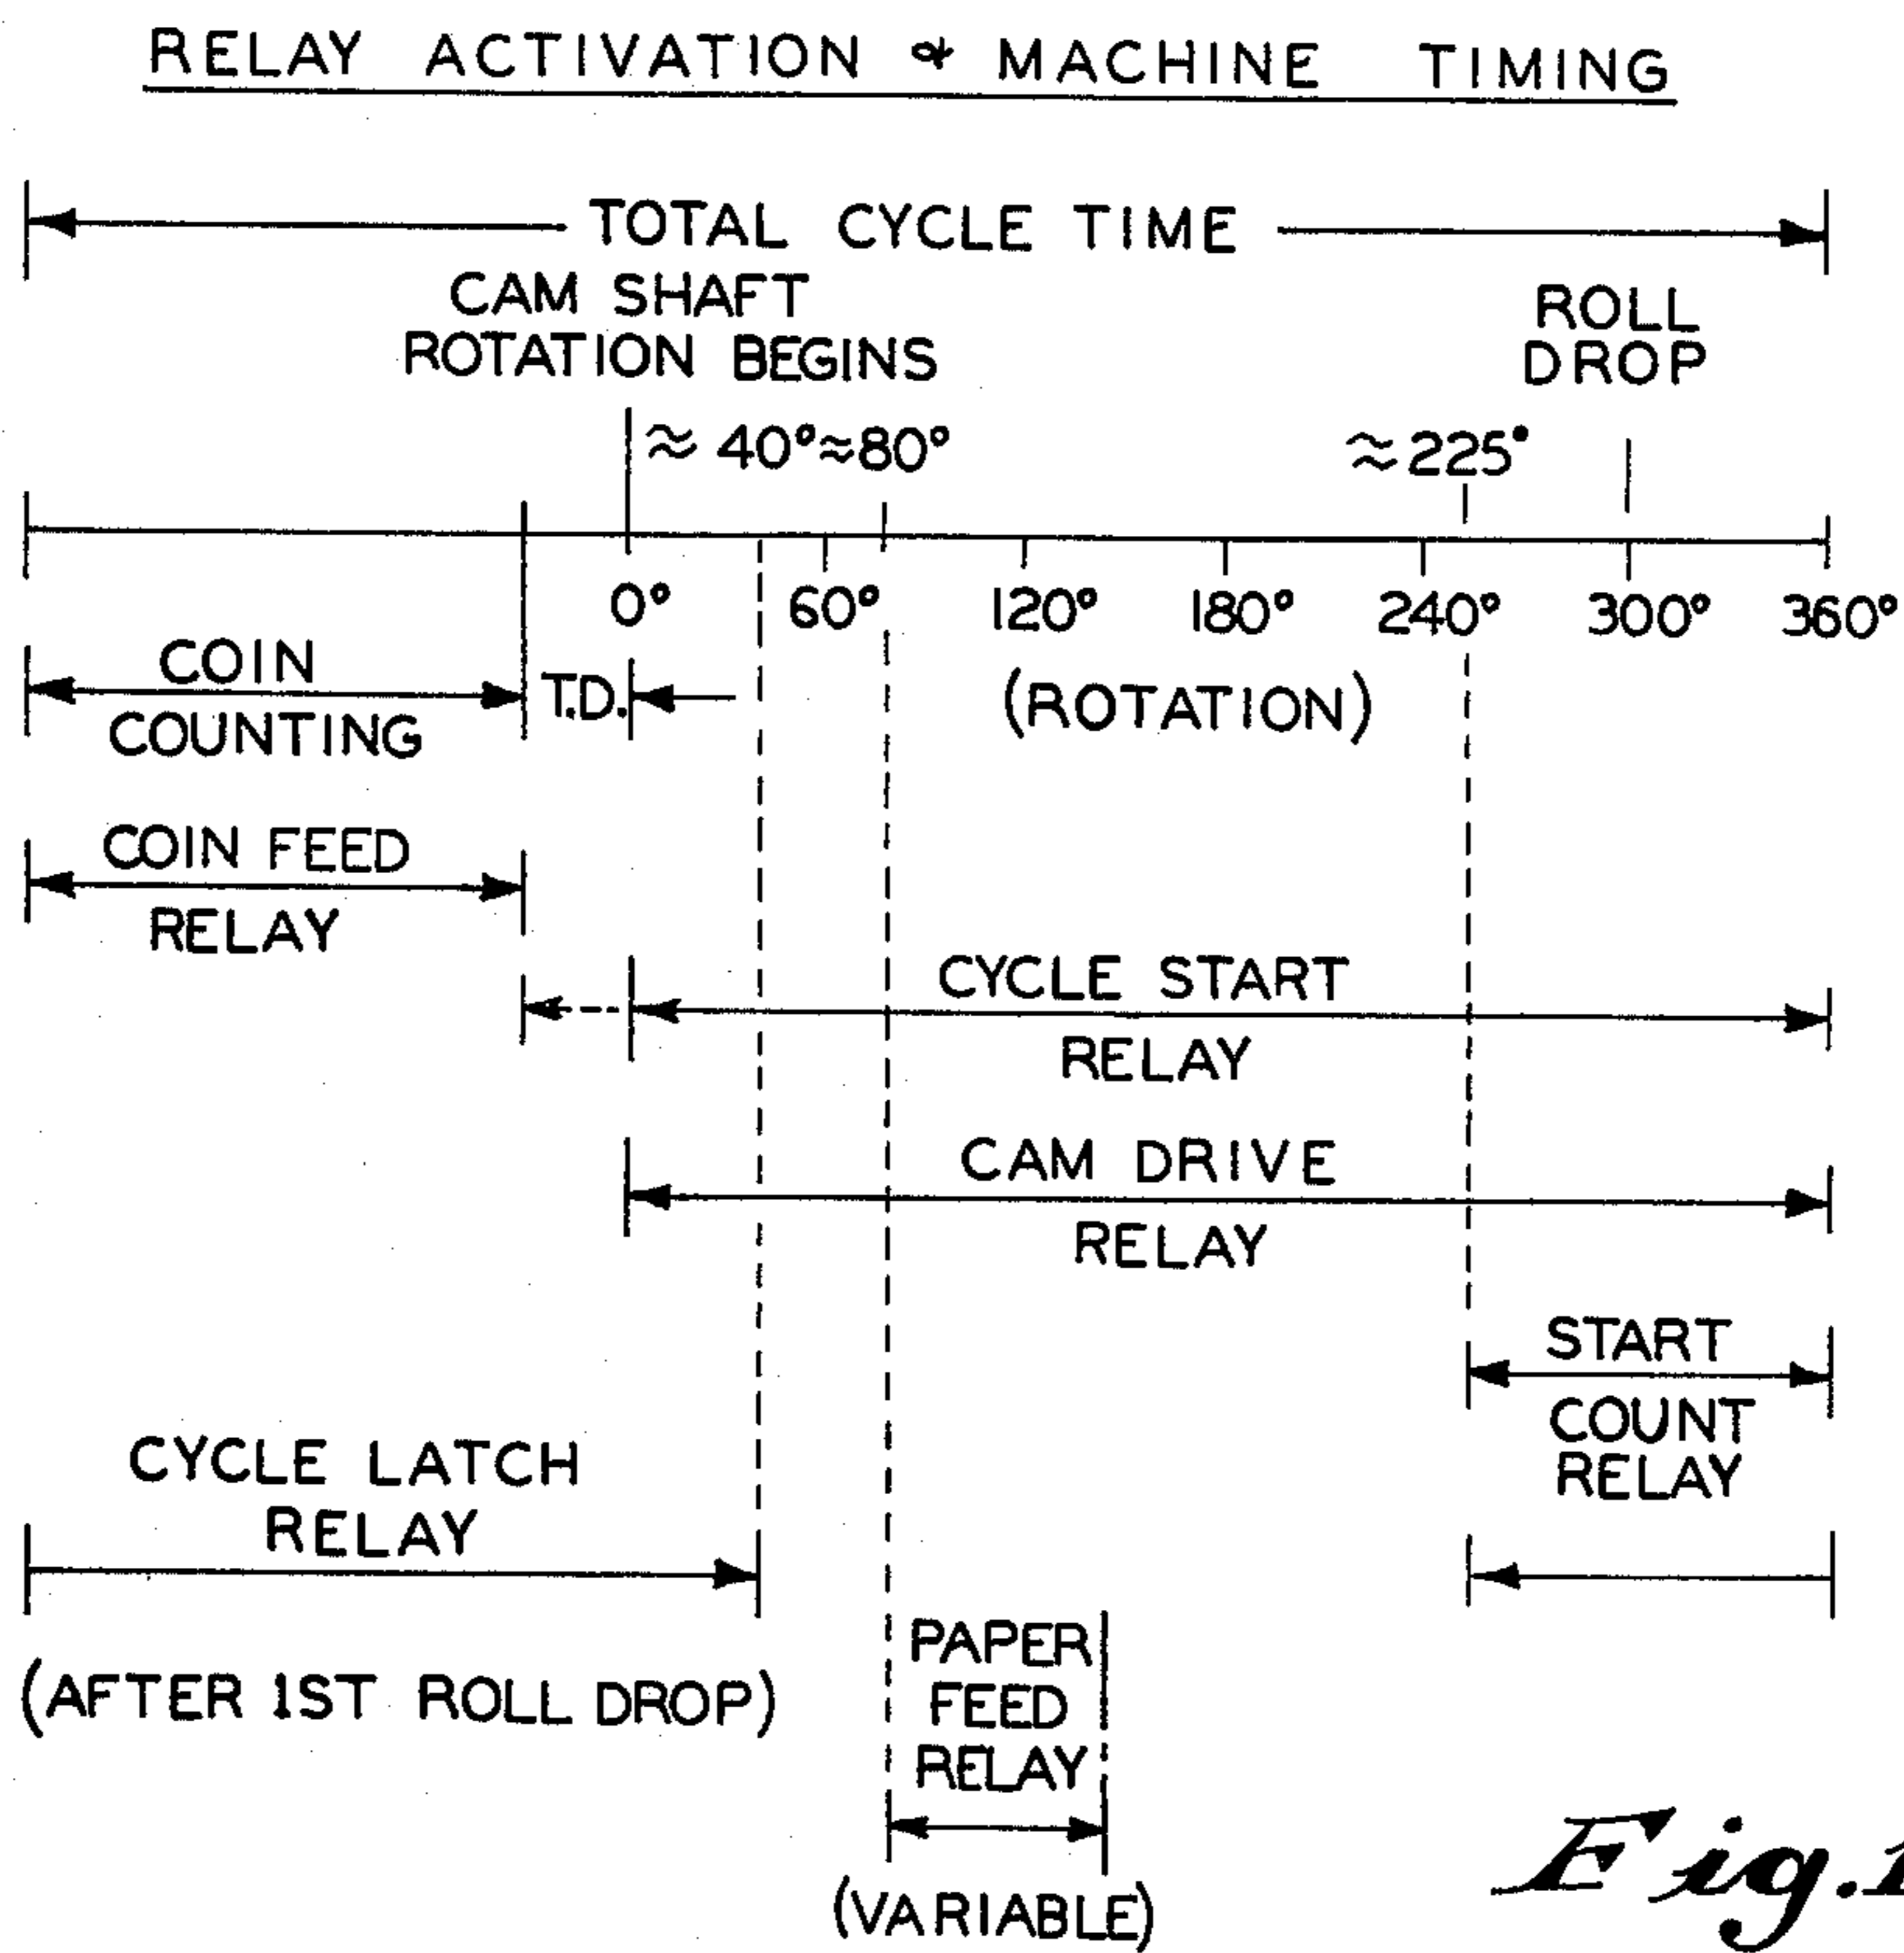 RELAY ACTIVATION & MACHINE TIMING
TOTAL CYCLE TIME
CAM SHAFT
ROTATION BEGINS
ROLL
DROP
≈ 40° ≈80°
≈225°
0° 60° 120° 180° 240° 300° 360°
COIN
COUNTING
T.D.
(ROTATION)
COIN FEED
RELAY
CYCLE START
RELAY
CAM DRIVE
RELAY
START
COUNT
RELAY
CYCLE LATCH
RELAY
(AFTER 1ST ROLL DROP)
PAPER
FEED
RELAY
(VARIABLE)
Fig.